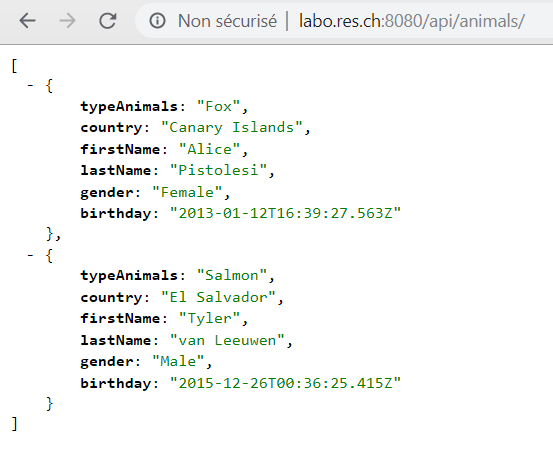 Non sécurisé | labo.res.ch:8080/api/animals/
[
- {
typeAnimals: "Fox",
country: "Canary Islands",
firstName: "Alice",
lastName: "Pistolesi",
gender: "Female",
birthday: "2013-01-12T16:39:27.563Z"
},
- {
typeAnimals: "Salmon",
country: "El Salvador",
firstName: "Tyler",
lastName: "van Leeuwen",
gender: "Male",
birthday: "2015-12-26T00:36:25.415Z"
}
]